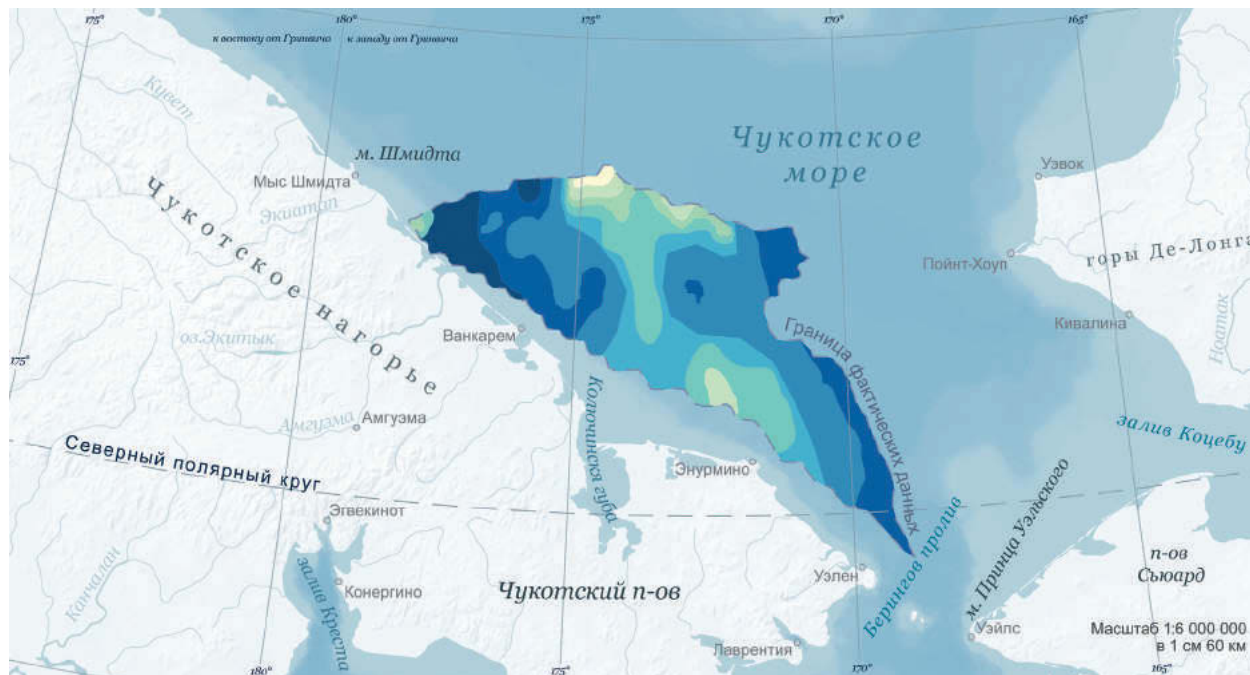 175°
180°
175°
170°
165°
к востоку от Гринвича
к западу от Гринвича
Кувет
м. Шмидта
Мыс Шмидта
Чукотское
море
Уэвок
Экиатап
Чукотское нагорье
Пойнт-Хоуп
горы Де-Лонга
Ванкарем
оз.Экитык
Граница фактических данных
Кивалина
Ноатак
175°
Амгуэма
Амгуэма
Колючинскя губа
залив Коцебу
Северный полярный круг
Энурмино
Эгвекинот
Берингов пролив
м. Принца Уэльского
Канчалан
залив Креста
Конергино
Чукотский п-ов
Уэлен
п-ов
Сьюард
Уэйлс
Лаврентия
Масштаб 1:6 000 000
в 1 см 60 км
180°
175°
170°
165°